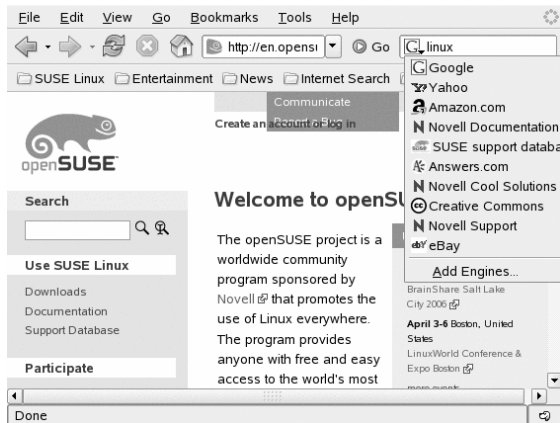 File Edit View Go Bookmarks Tools Help
http://en.opensu Go linux
SUSE Linux Entertainment News Internet Search
Google
Yahoo
Amazon.com
Novell Documentation
SUSE support databa
Answers.com
Novell Cool Solutions
Creative Commons
Novell Support
eBay
Add Engines...
Communicate
Create an account or log in
openSUSE
Search
Use SUSE Linux
Downloads
Documentation
Support Database
Participate
Welcome to openSU
The openSUSE project is a
worldwide community
program sponsored by
Novell that promotes the
use of Linux everywhere.
The program provides
anyone with free and easy
access to the world's most
BrainShare Salt Lake
City 2006
April 3-6 Boston, United
States
LinuxWorld Conference &
Expo Boston
more events
Done